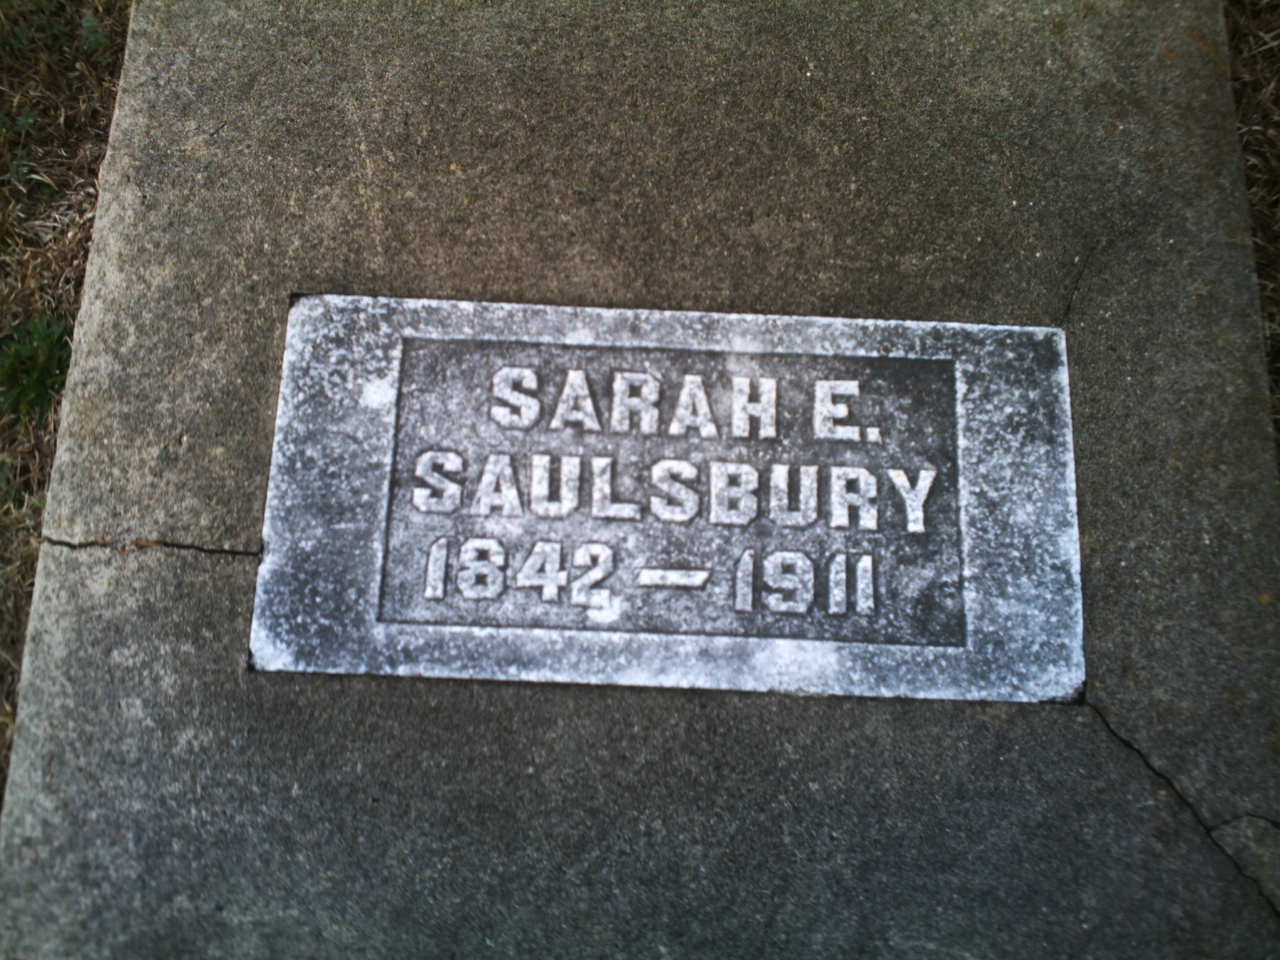 SARAH E.
SAULSBURY
1842 — 1911